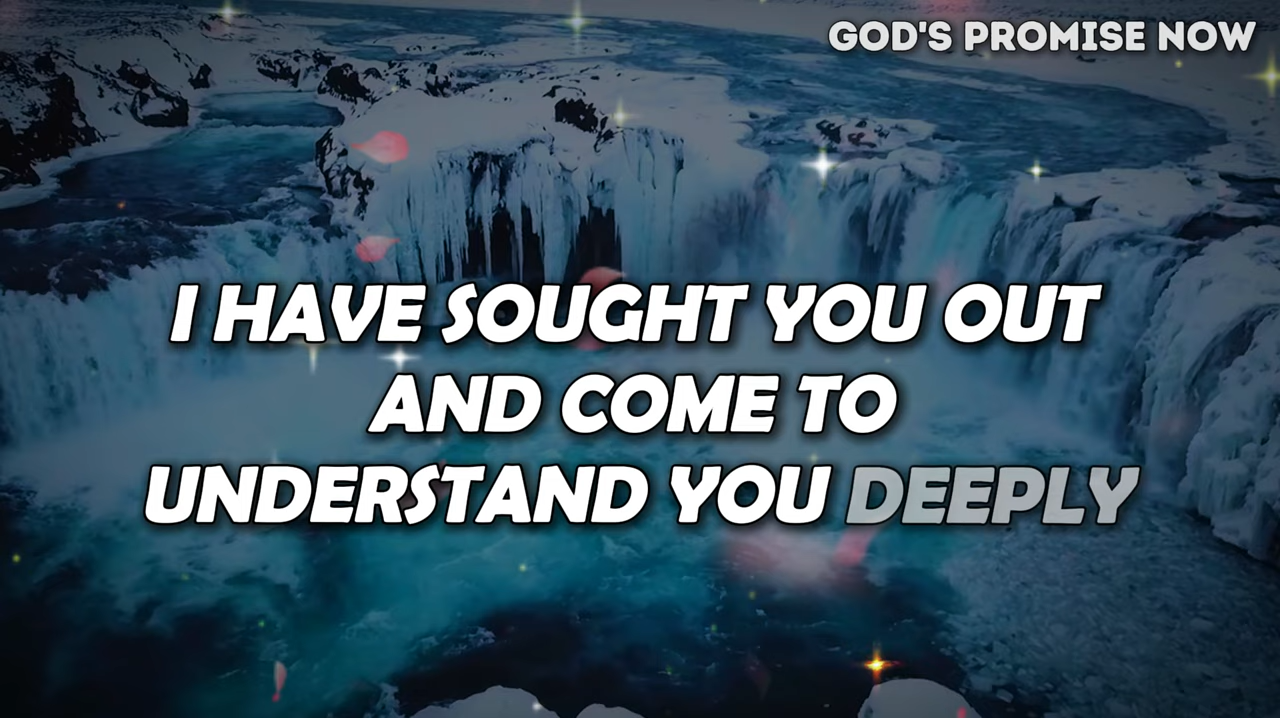 GOD'S PROMISE NOW
I HAVE SOUGHT YOU OUT
AND COME TO
UNDERSTAND YOU DEEPLY